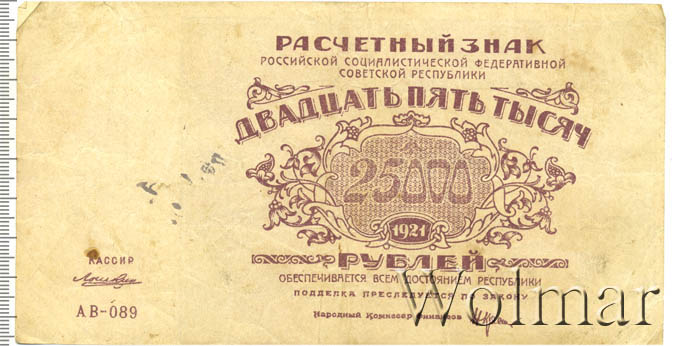 РАСЧЕТНЫЙ ЗНАК
РОССИЙСКОЙ СОЦИАЛИСТИЧЕСКОЙ ФЕДЕРАТИВНОЙ
СОВЕТСКОЙ РЕСПУБЛИКИ
ДВАДЦАТЬ ПЯТЬ ТЫСЯЧ
25000
1921
РУБЛЕЙ
ОБЕСПЕЧИВАЕТСЯ ВСЕМ ДОСТОЯНИЕМ РЕСПУБЛИКИ
ПОДДЕЛКА ПРЕСЛЕДУЕТСЯ ПО ЗАКОНУ
Народный Комиссар Финансов
КАССИР
АВ-089
Wolmar